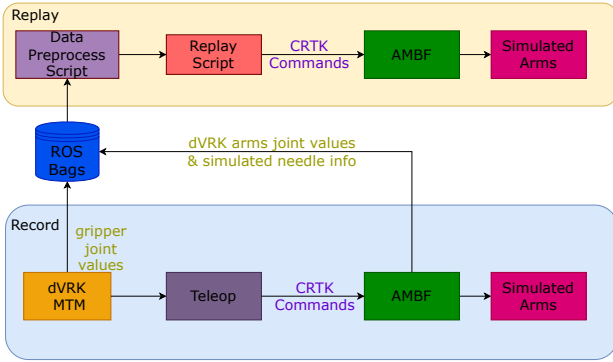 Replay
Data
Preprocess
Script
Replay
Script
CRTK
Commands
AMBF
Simulated
Arms
ROS
Bags
dVRK arms joint values
& simulated needle info
Record
gripper
joint
values
dVRK
MTM
Teleop
CRTK
Commands
AMBF
Simulated
Arms